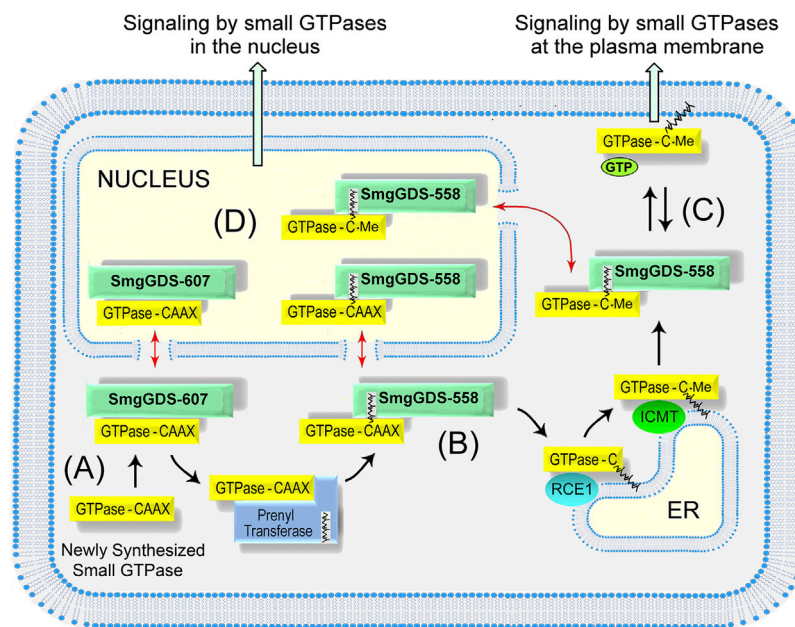 Signaling by small GTPases
in the nucleus
Signaling by small GTPases
at the plasma membrane
GTPase-C-Me
GTP
NUCLEUS
SmgGDS-558
(D)
GTPase-C-Me
(C)
SmgGDS-607
GTPase-CAAX
SmgGDS-558
GTPase-CAAX
SmgGDS-558
GTPase-C-Me
SmgGDS-607
GTPase-CAAX
SmgGDS-558
GTPase-CAAX
(A)
(B)
GTPase-C-Me
ICMT
GTPase-C
RCE1
ER
GTPase-CAAX
Newly Synthesized
Small GTPase
GTPase-CAAX
Prenyl
Transferase